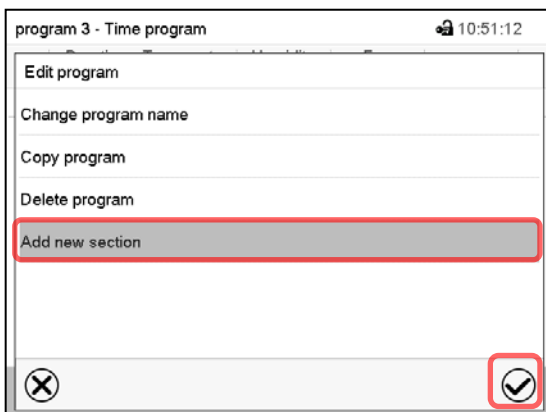 program 3 - Time program 10:51:12
Edit program
Change program name
Copy program
Delete program
Add new section